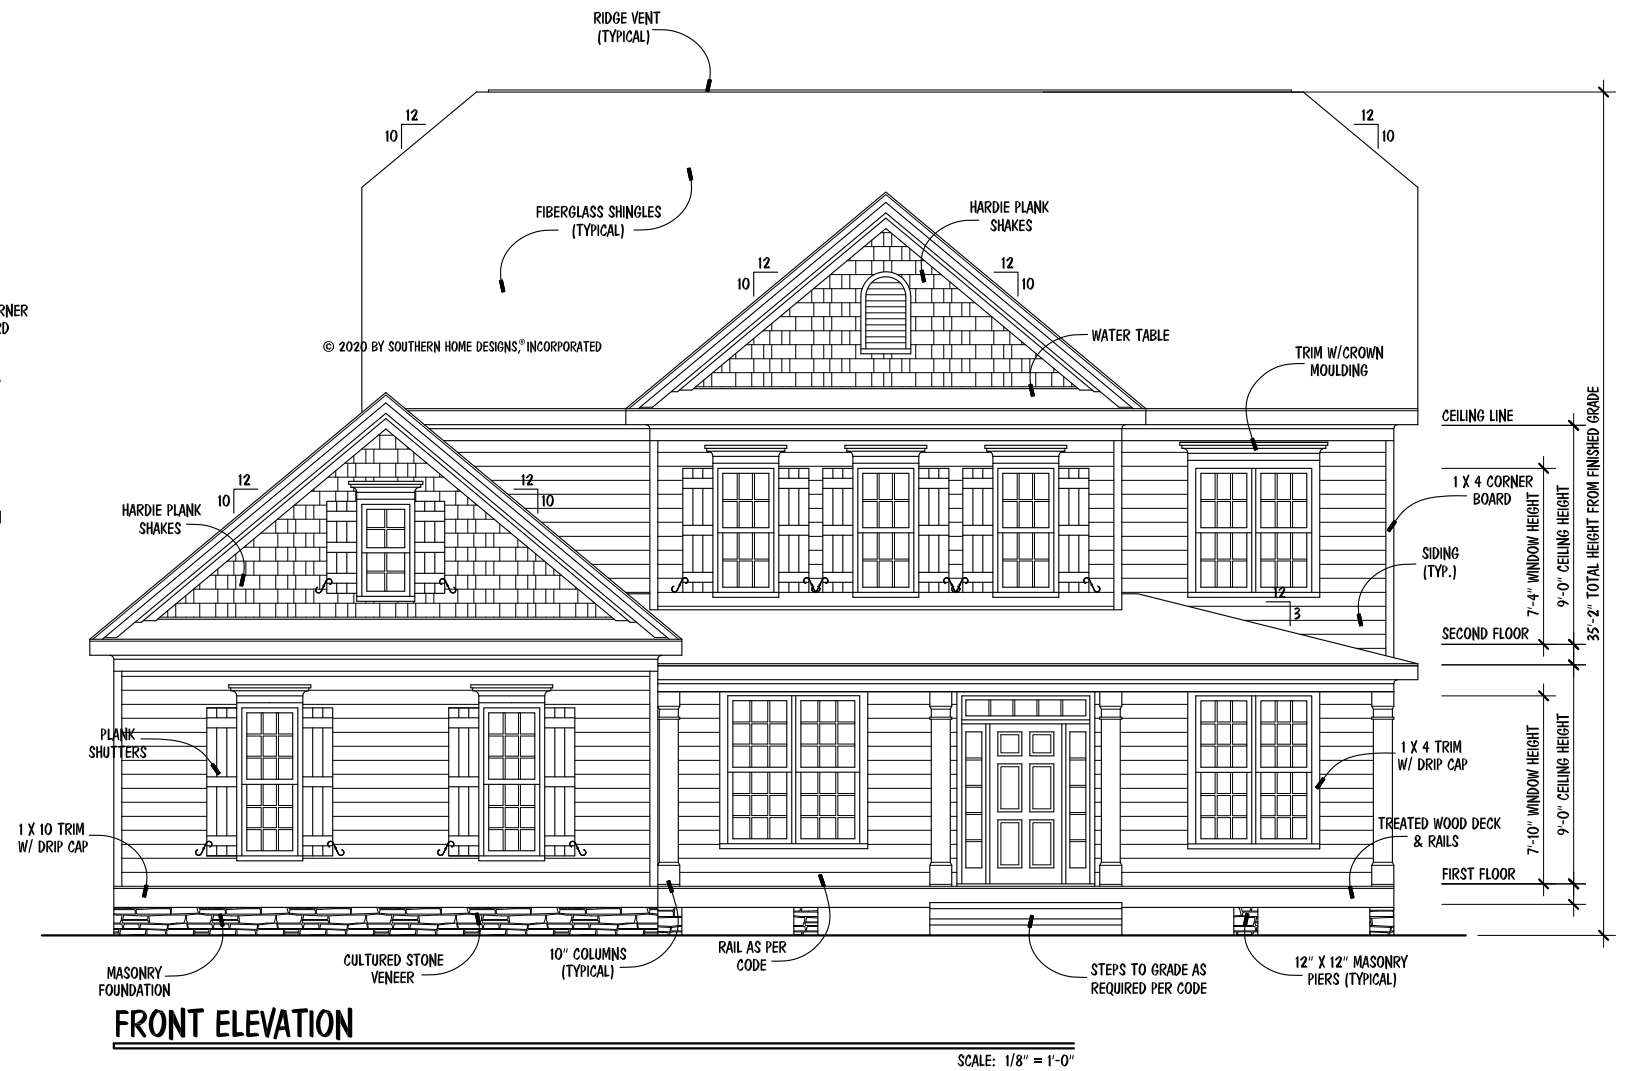 RIDGE VENT
(TYPICAL)
12
10
12
10
FIBERGLASS SHINGLES
(TYPICAL)
HARDIE PLANK
SHAKES
12
10
12
10
RNER
© 2020 BY SOUTHERN HOME DESIGNS,® INCORPORATED
WATER TABLE
TRIM W/CROWN
MOULDING
CEILING LINE
12
10
12
10
1 X 4 CORNER
BOARD
HARDIE PLANK
SHAKES
SIDING
(TYP.)
12
3
SECOND FLOOR
7'-4" WINDOW HEIGHT
9'-0" CEILING HEIGHT
35'-2" TOTAL HEIGHT FROM FINISHED GRADE
PLANK
SHUTTERS
1 X 4 TRIM
W/ DRIP CAP
1 X 10 TRIM
W/ DRIP CAP
TREATED WOOD DECK
& RAILS
FIRST FLOOR
7'-10" WINDOW HEIGHT
9'-0" CEILING HEIGHT
MASONRY
FOUNDATION
CULTURED STONE
VENEER
10" COLUMNS
(TYPICAL)
RAIL AS PER
CODE
STEPS TO GRADE AS
REQUIRED PER CODE
12" X 12" MASONRY
PIERS (TYPICAL)
FRONT ELEVATION
SCALE: 1/8" = 1'-0"